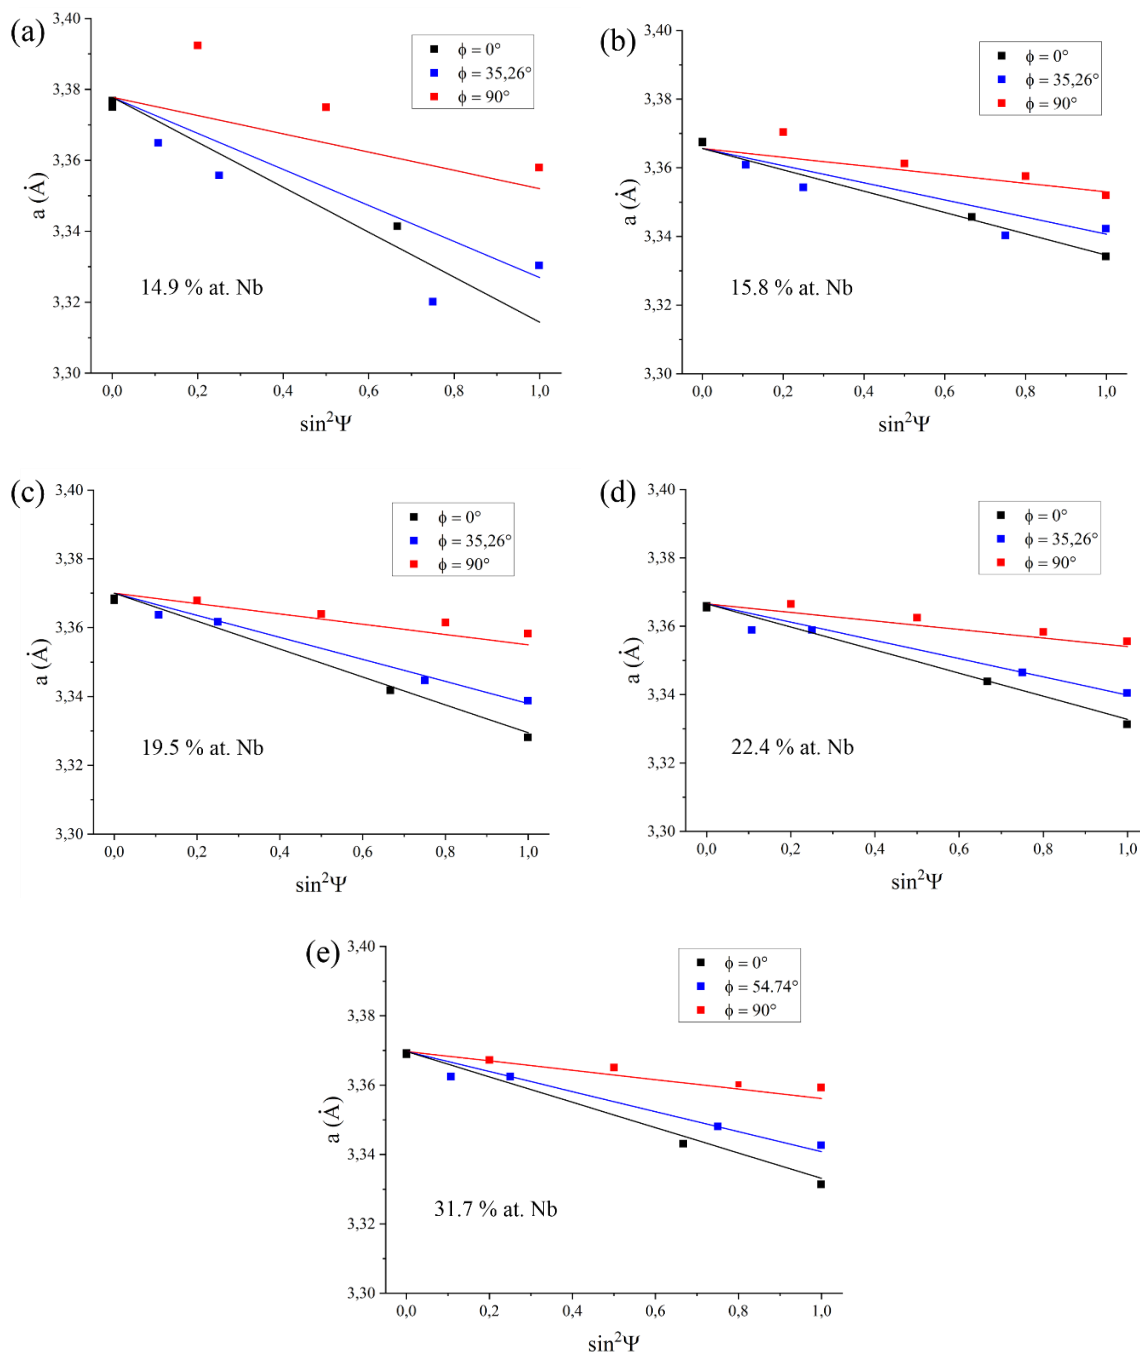 (a)
3,40
3,38
3,36
3,34
3,32
3,30
a (Å)
ϕ = 0°
ϕ = 35,26°
ϕ = 90°
14.9 % at. Nb
0,0 0,2 0,4 0,6 0,8 1,0
sin²Ψ
(b)
3,40
3,38
3,36
3,34
3,32
3,30
a (Å)
ϕ = 0°
ϕ = 35,26°
ϕ = 90°
15.8 % at. Nb
0,0 0,2 0,4 0,6 0,8 1,0
sin²Ψ
(c)
3,40
3,38
3,36
3,34
3,32
3,30
a (Å)
ϕ = 0°
ϕ = 35,26°
ϕ = 90°
19.5 % at. Nb
0,0 0,2 0,4 0,6 0,8 1,0
sin²Ψ
(d)
3,40
3,38
3,36
3,34
3,32
3,30
a (Å)
ϕ = 0°
ϕ = 35,26°
ϕ = 90°
22.4 % at. Nb
0,0 0,2 0,4 0,6 0,8 1,0
sin²Ψ
(e)
3,40
3,38
3,36
3,34
3,32
3,30
a (Å)
ϕ = 0°
ϕ = 54.74°
ϕ = 90°
31.7 % at. Nb
0,0 0,2 0,4 0,6 0,8 1,0
sin²Ψ